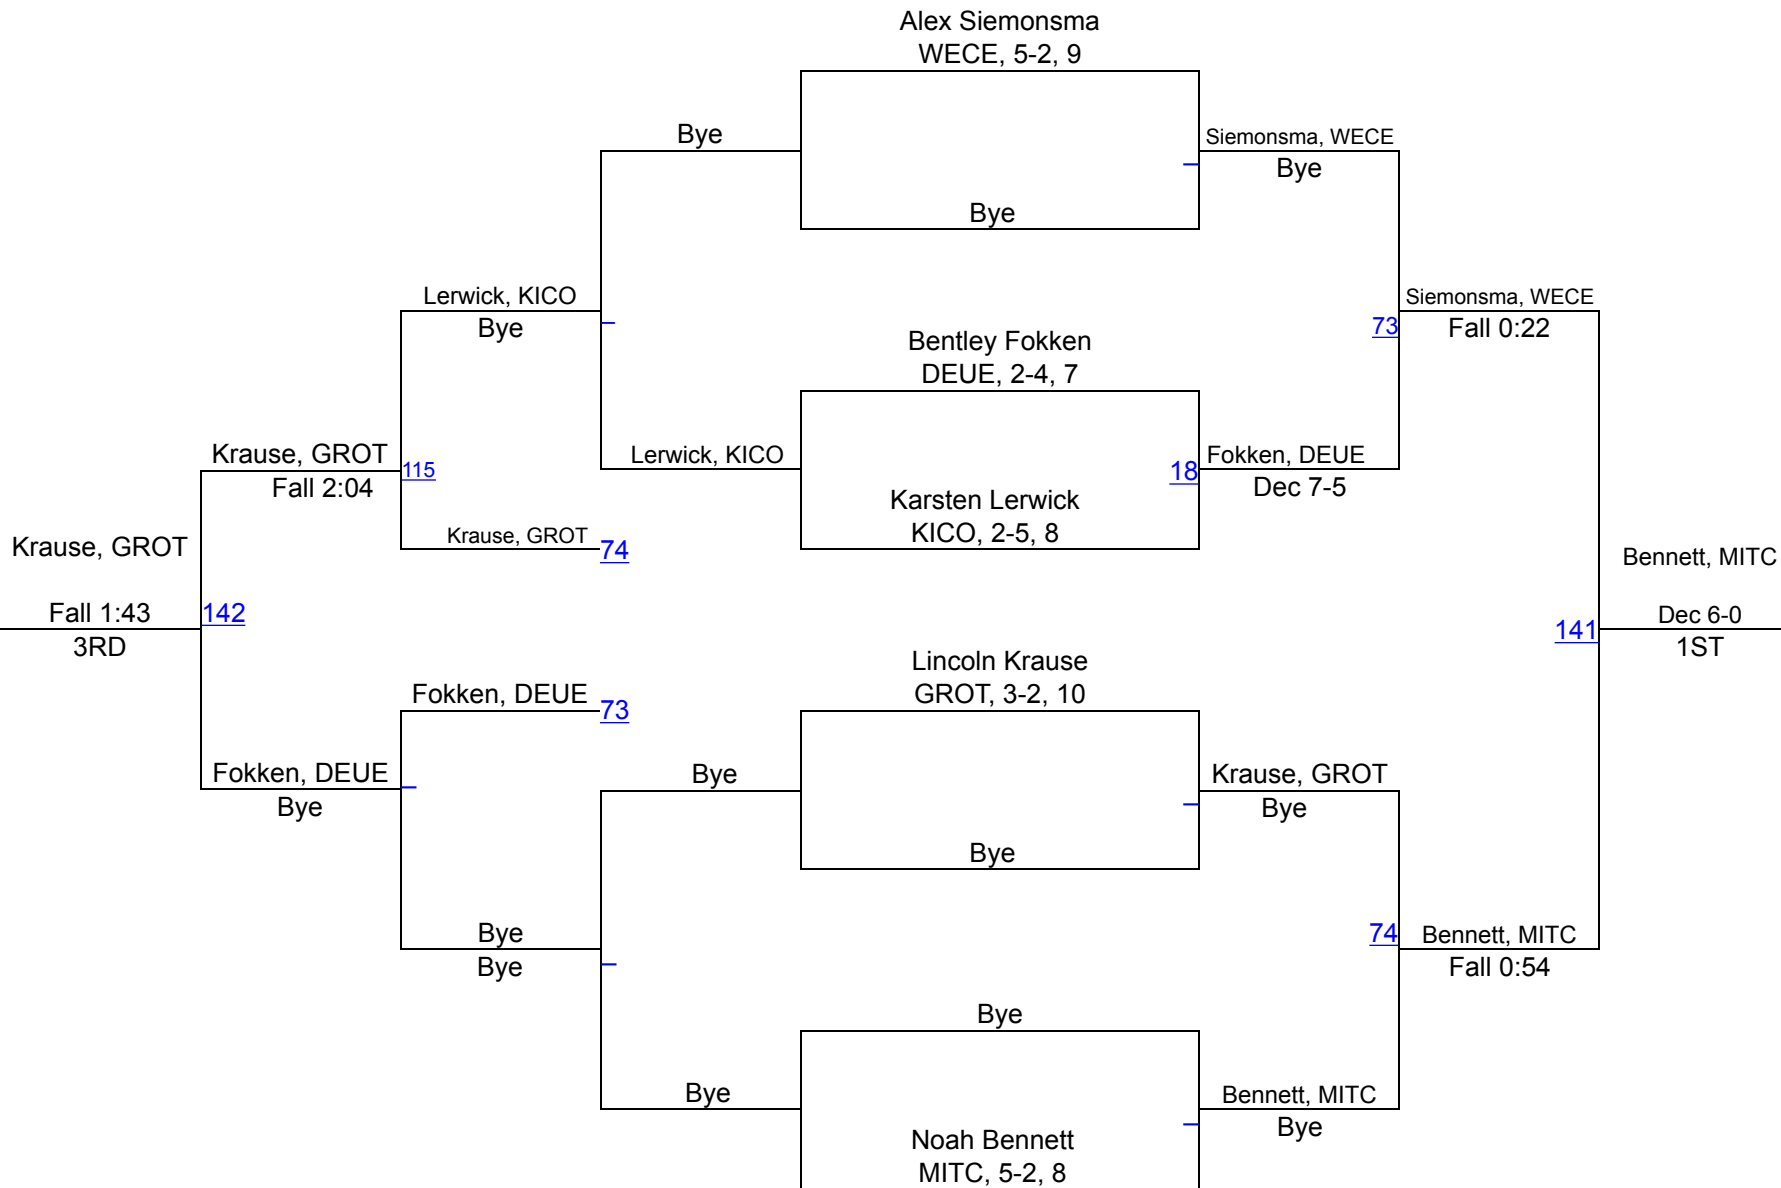 Alex Siemonsma
WECE, 5-2, 9
Bye
Siemonsma, WECE
Bye
Bye
Lerwick, KICO
Bye
Siemonsma, WECE
73
Fall 0:22
Bentley Fokken
DEUE, 2-4, 7
Krause, GROT
115
Fall 2:04
Lerwick, KICO
18
Fokken, DEUE
Dec 7-5
Karsten Lerwick
KICO, 2-5, 8
Krause, GROT
74
Krause, GROT
Bennett, MITC
Fall 1:43
142
3RD
141
Dec 6-0
1ST
Lincoln Krause
GROT, 3-2, 10
Fokken, DEUE
73
Fokken, DEUE
Bye
Bye
Krause, GROT
Bye
Bye
Bye
Bye
74
Bennett, MITC
Fall 0:54
Bye
Bye
Bennett, MITC
Bye
Noah Bennett
MITC, 5-2, 8